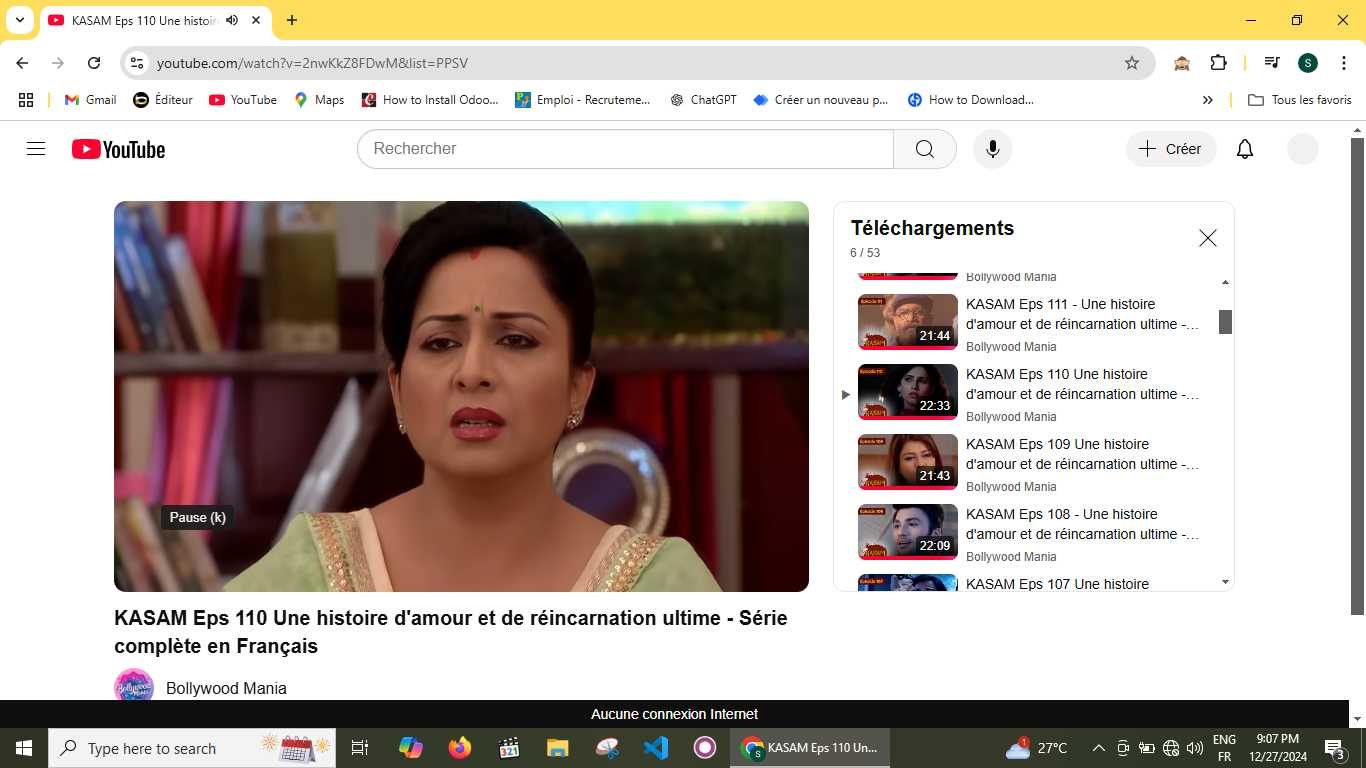 KASAM Eps 110 Une histoir
youtube.com/watch?v=2nwKkZ8FDwM&list=PPSV
S
Gmail
Éditeur
YouTube
Maps
How to Install Odoo...
Emploi - Recruteme...
ChatGPT
Créer un nouveau p...
How to Download...
»
Tous les favoris
YouTube
Rechercher
Créer
Téléchargements
6 / 53
Bollywood Mania
KASAM Eps 111 - Une histoire
d'amour et de réincarnation ultime -...
21:44
Bollywood Mania
KASAM Eps 110 Une histoire
d'amour et de réincarnation ultime -...
22:33
Bollywood Mania
KASAM Eps 109 Une histoire
d'amour et de réincarnation ultime -...
21:43
Bollywood Mania
KASAM Eps 108 - Une histoire
d'amour et de réincarnation ultime -...
22:09
Bollywood Mania
KASAM Eps 107 Une histoire
Pause (k)
KASAM Eps 110 Une histoire d'amour et de réincarnation ultime - Série
complète en Français
Bollywood Mania
Aucune connexion Internet
Type here to search
KASAM Eps 110 Un...
27°C
ENG
FR
9:07 PM
12/27/2024
3